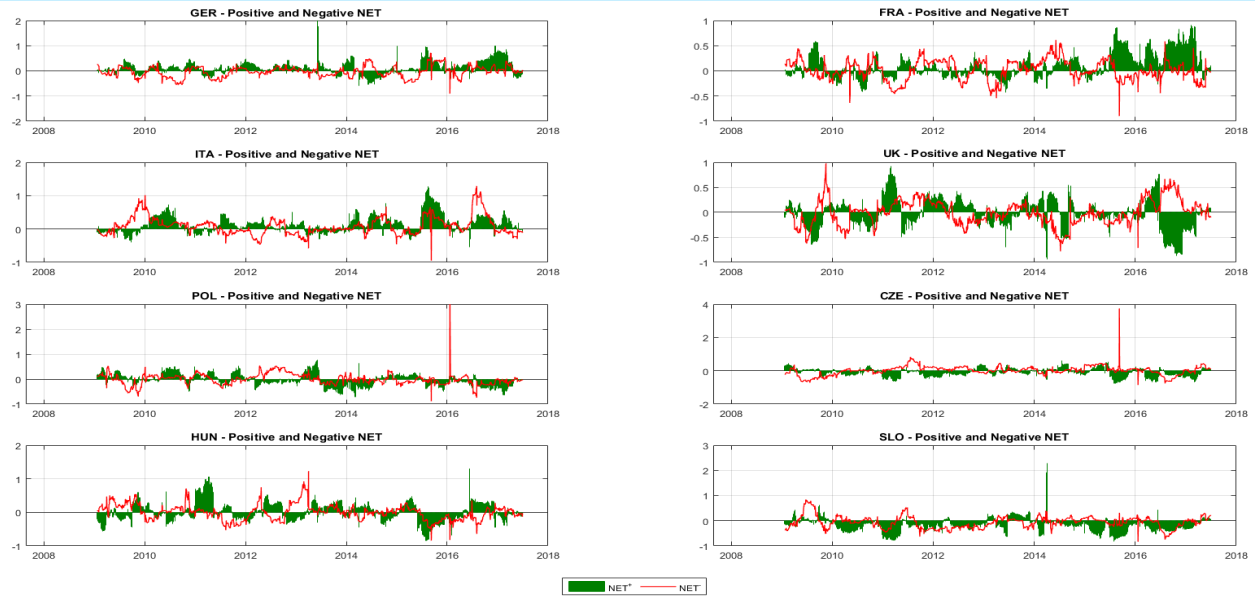 GER - Positive and Negative NET
2
1
0
-1
-2
2008 2010 2012 2014 2016 2018
FRA - Positive and Negative NET
1
0.5
0
-0.5
-1
2008 2010 2012 2014 2016 2018
ITA - Positive and Negative NET
2
1
0
-1
2008 2010 2012 2014 2016 2018
UK - Positive and Negative NET
1
0.5
0
-0.5
-1
2008 2010 2012 2014 2016 2018
POL - Positive and Negative NET
3
2
1
0
-1
2008 2010 2012 2014 2016 2018
CZE - Positive and Negative NET
4
2
0
-2
2008 2010 2012 2014 2016 2018
HUN - Positive and Negative NET
2
1
0
-1
2008 2010 2012 2014 2016 2018
SLO - Positive and Negative NET
3
2
1
0
-1
2008 2010 2012 2014 2016 2018
NET⁺ NET⁻